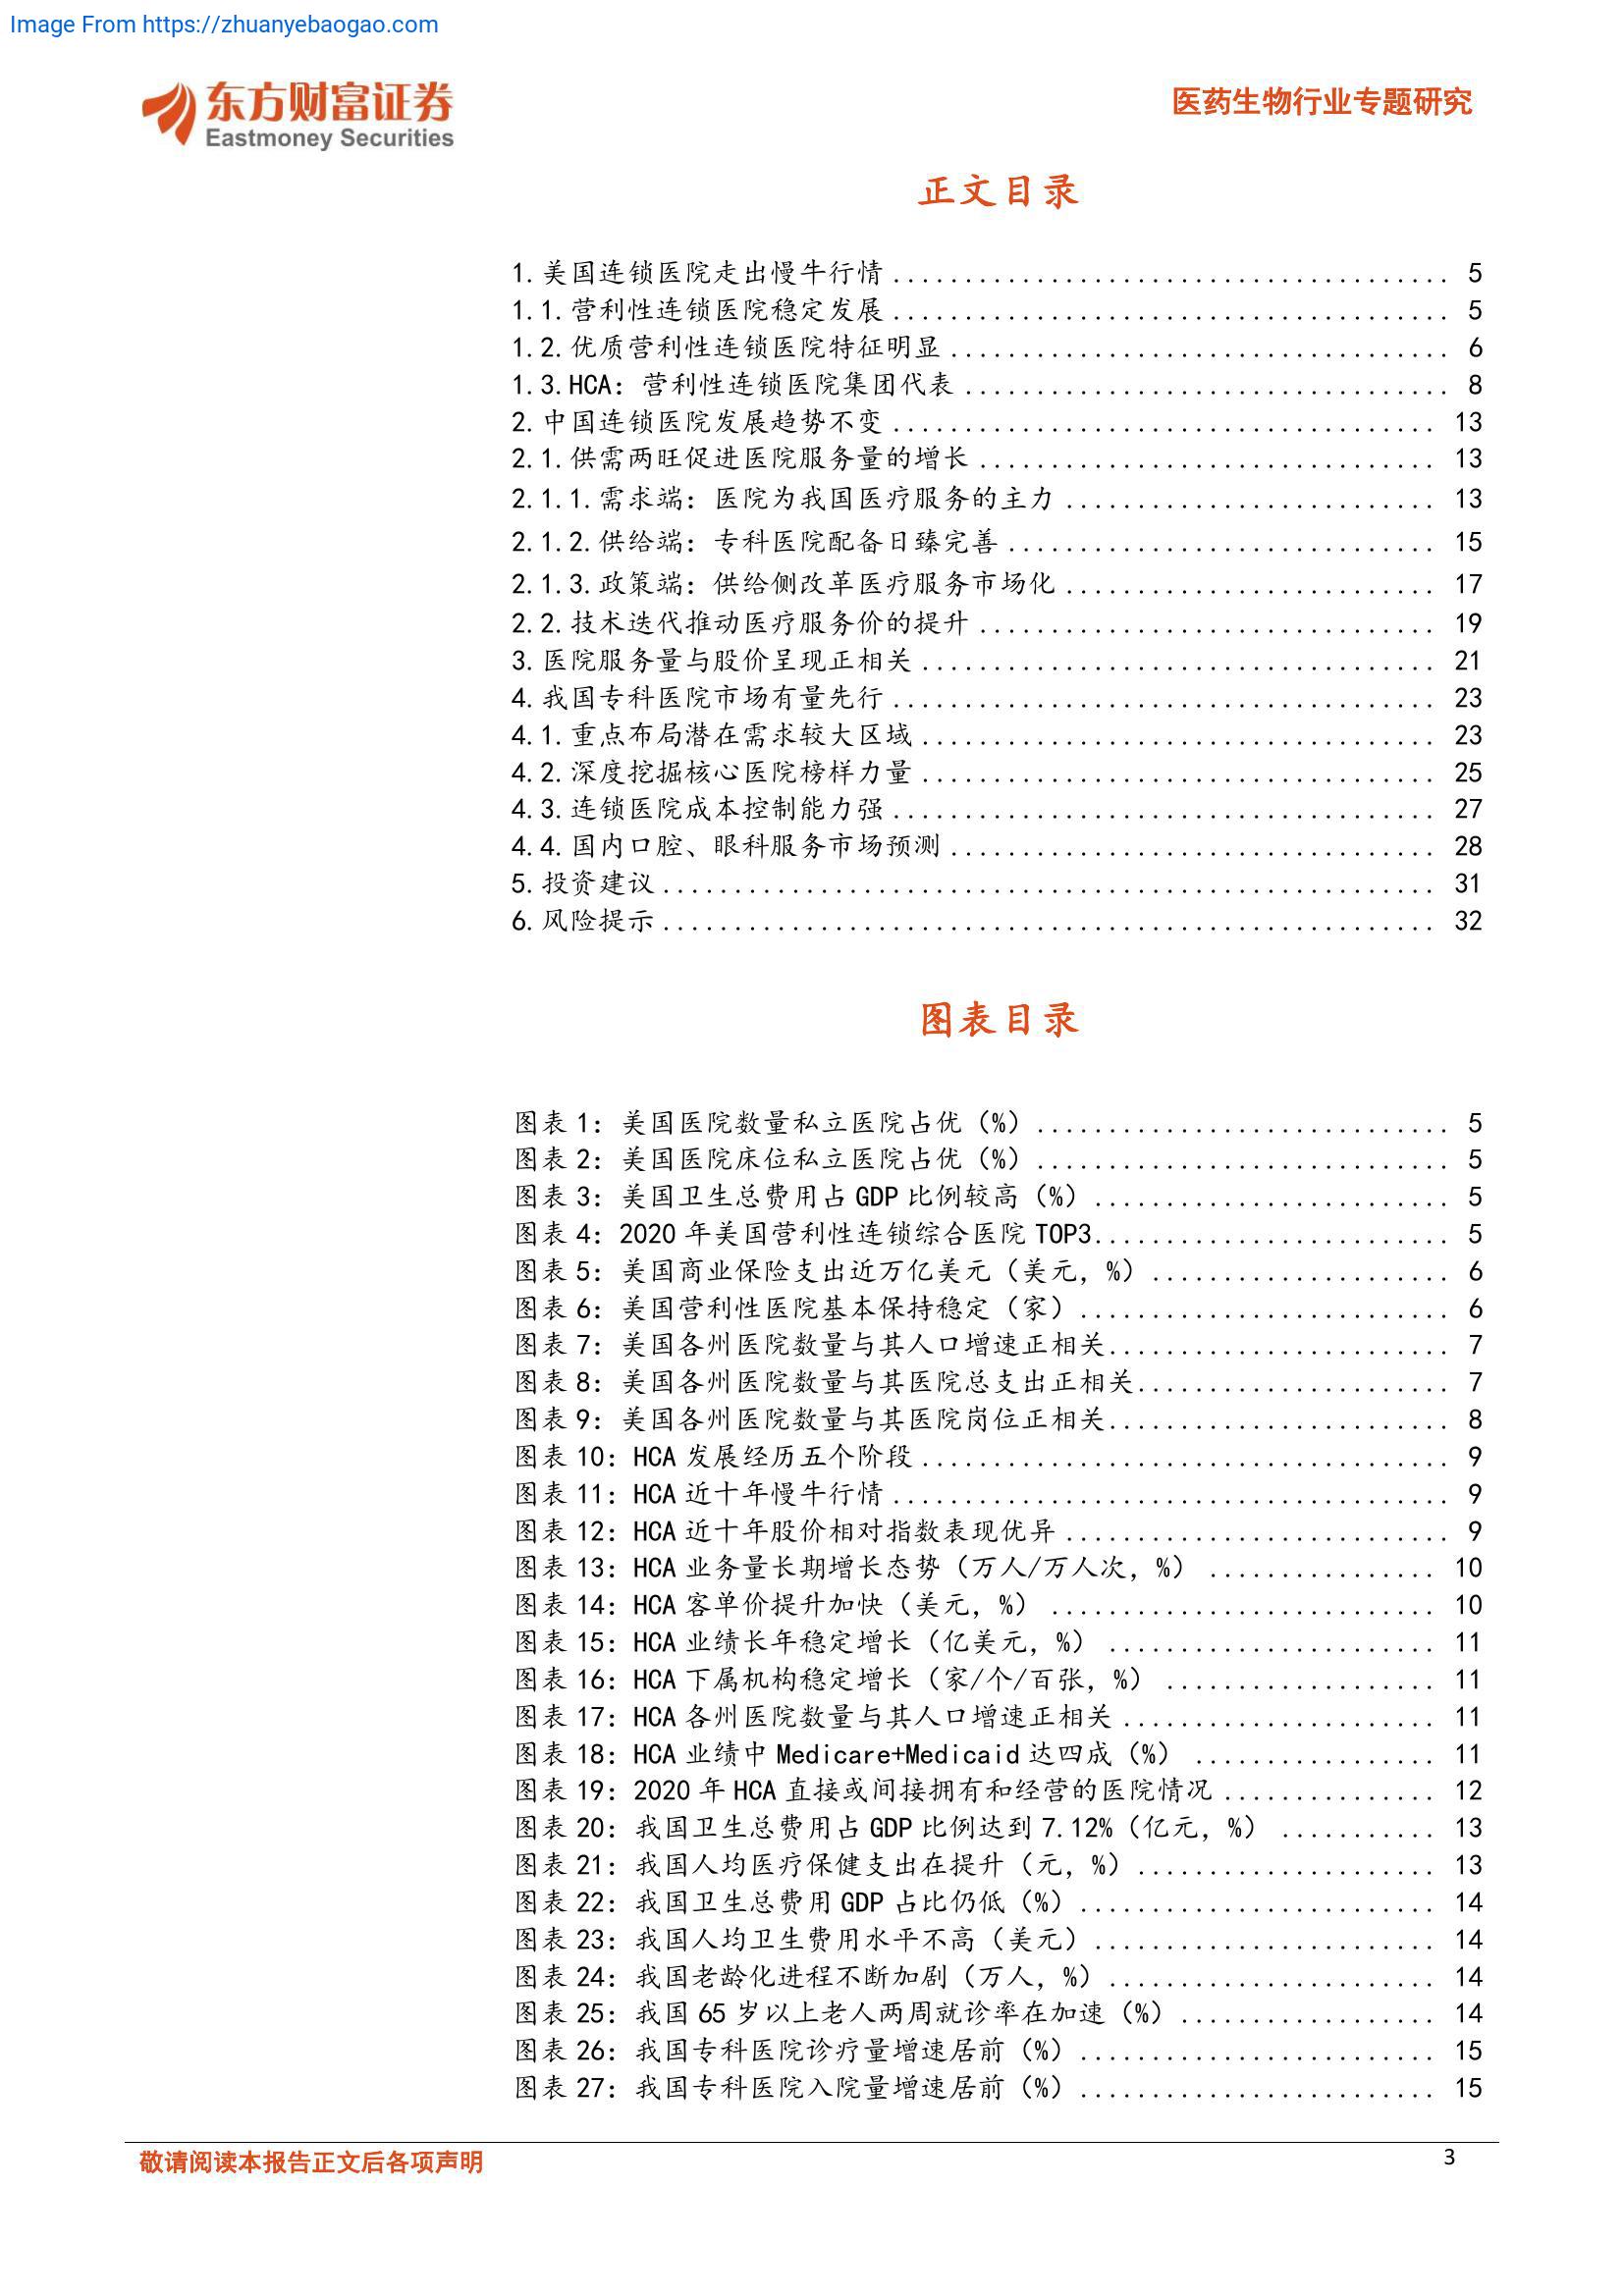 Image From https://zhuanyebaogao.com
东方财富证券
Eastmoney Securities
医药生物行业专题研究
正文目录
1.美国连锁医院走出慢牛行情....................................... 5
1.1.营利性连锁医院稳定发展....................................... 5
1.2.优质营利性连锁医院特征明显................................... 6
1.3.HCA：营利性连锁医院集团代表.................................. 8
2.中国连锁医院发展趋势不变...................................... 13
2.1.供需两旺促进医院服务量的增长................................ 13
2.1.1.需求端：医院为我国医疗服务的主力.......................... 13
2.1.2.供给端：专科医院配备日臻完善.............................. 15
2.1.3.政策端：供给侧改革医疗服务市场化.......................... 17
2.2.技术迭代推动医疗服务价的提升................................ 19
3.医院服务量与股价呈现正相关.................................... 21
4.我国专科医院市场有量先行...................................... 23
4.1.重点布局潜在需求较大区域.................................... 23
4.2.深度挖掘核心医院榜样力量.................................... 25
4.3.连锁医院成本控制能力强...................................... 27
4.4.国内口腔、眼科服务市场预测.................................. 28
5.投资建议...................................................... 31
6.风险提示...................................................... 32
图表目录
图表 1：美国医院数量私立医院占优（%）............................. 5
图表 2：美国医院床位私立医院占优（%）............................. 5
图表 3：美国卫生总费用占 GDP 比例较高（%）......................... 5
图表 4：2020 年美国营利性连锁综合医院 TOP3......................... 5
图表 5：美国商业保险支出近万亿美元（美元，%）..................... 6
图表 6：美国营利性医院基本保持稳定（家）.......................... 6
图表 7：美国各州医院数量与其人口增速正相关........................ 7
图表 8：美国各州医院数量与其医院总支出正相关...................... 7
图表 9：美国各州医院数量与其医院岗位正相关........................ 8
图表 10：HCA 发展经历五个阶段..................................... 9
图表 11：HCA 近十年慢牛行情....................................... 9
图表 12：HCA 近十年股价相对指数表现优异........................... 9
图表 13：HCA 业务量长期增长态势（万人/万人次，%） ................ 10
图表 14：HCA 客单价提升加快（美元，%） ........................... 10
图表 15：HCA 业绩长年稳定增长（亿美元，%） ....................... 11
图表 16：HCA 下属机构稳定增长（家/个/百张，%） ................... 11
图表 17：HCA 各州医院数量与其人口增速正相关...................... 11
图表 18：HCA 业绩中 Medicare+Medicaid 达四成（%） ................. 11
图表 19：2020 年 HCA 直接或间接拥有和经营的医院情况............... 12
图表 20：我国卫生总费用占 GDP 比例达到 7.12%（亿元，%） ........... 13
图表 21：我国人均医疗保健支出在提升（元，%）..................... 13
图表 22：我国卫生总费用 GDP 占比仍低（%）......................... 14
图表 23：我国人均卫生费用水平不高（美元）........................ 14
图表 24：我国老龄化进程不断加剧（万人，%）....................... 14
图表 25：我国 65 岁以上老人两周就诊率在加速（%）.................. 14
图表 26：我国专科医院诊疗量增速居前（%）......................... 15
图表 27：我国专科医院入院量增速居前（%）......................... 15
敬请阅读本报告正文后各项声明
3